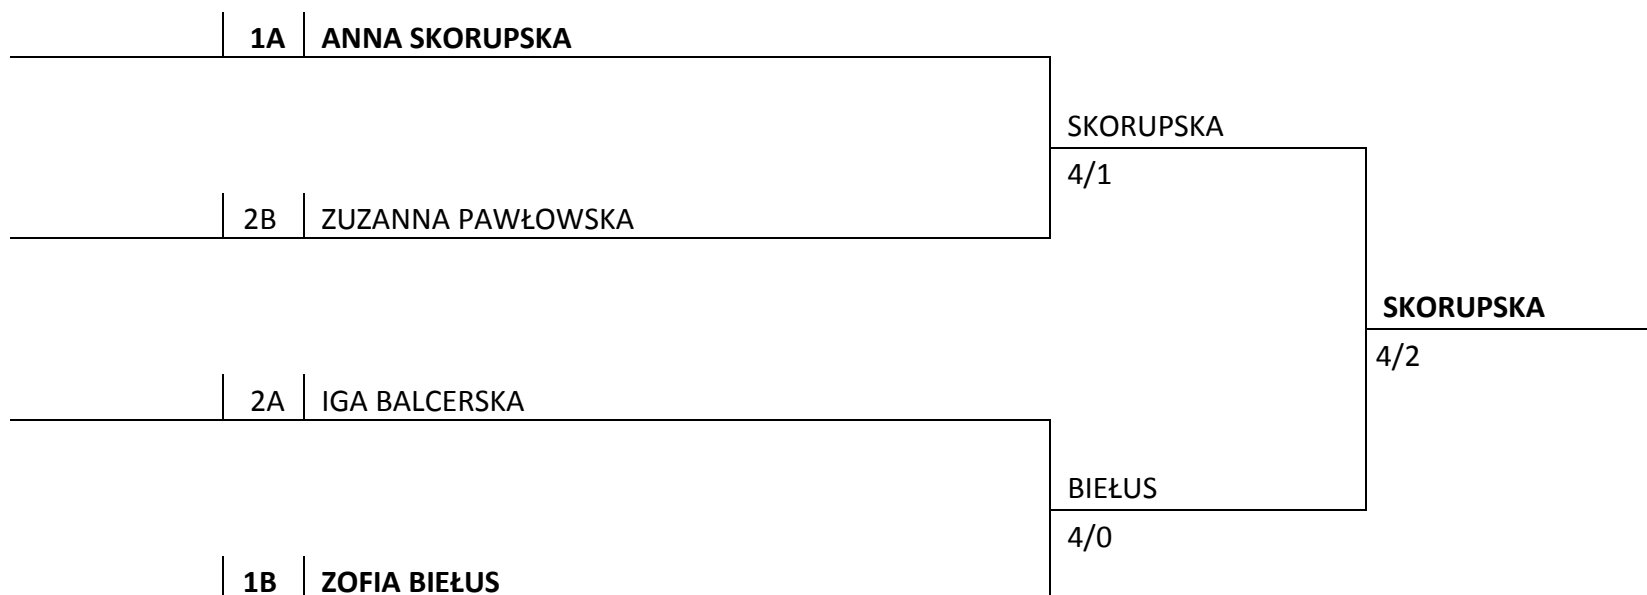 1A ANNA SKORUPSKA
SKORUPSKA
4/1
2B ZUZANNA PAWŁOWSKA
SKORUPSKA
4/2
2A IGA BALCERSKA
BIEŁUS
4/0
1B ZOFIA BIEŁUS